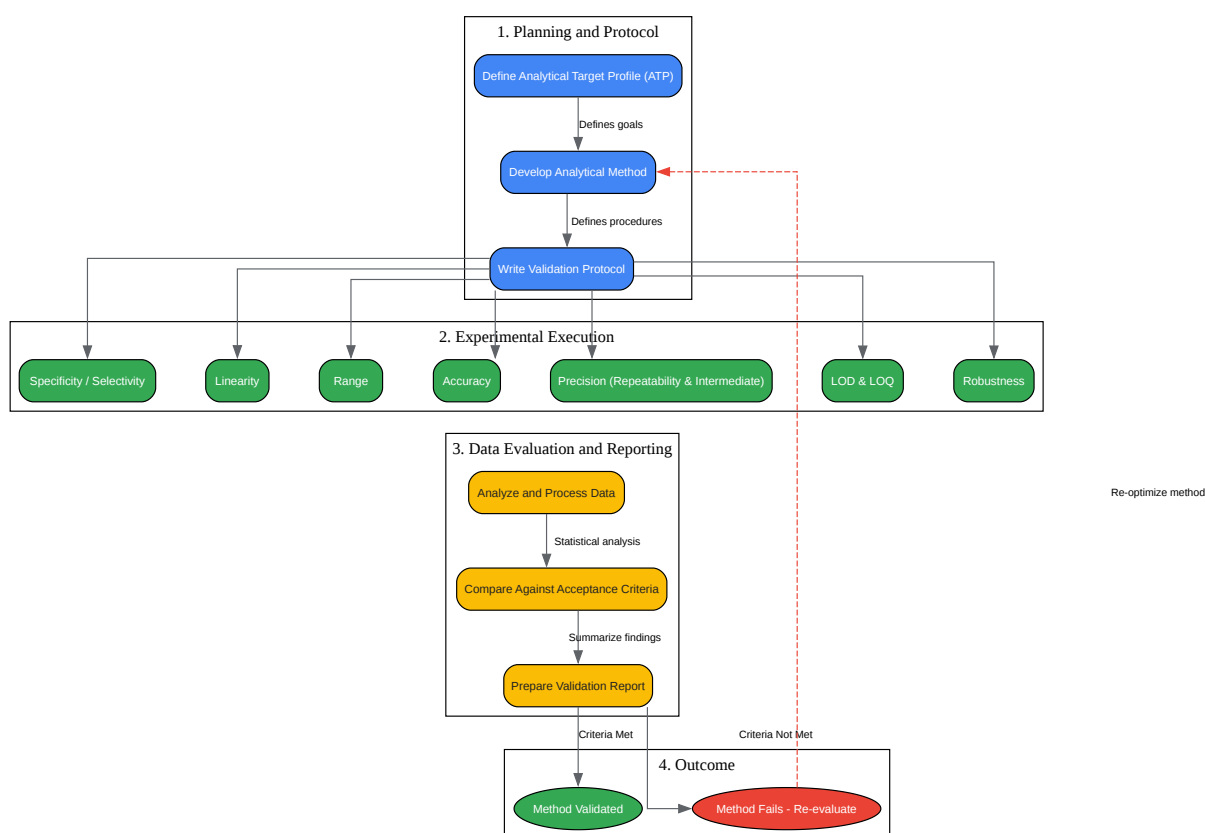 1. Planning and Protocol
Define Analytical Target Profile (ATP)
Defines goals
Develop Analytical Method
Defines procedures
Write Validation Protocol
2. Experimental Execution
Specificity / Selectivity
Linearity
Range
Accuracy
Precision (Repeatability & Intermediate)
LOD & LOQ
Robustness
3. Data Evaluation and Reporting
Analyze and Process Data
Re-optimize method
Statistical analysis
Compare Against Acceptance Criteria
Summarize findings
Prepare Validation Report
Criteria Met
Criteria Not Met
4. Outcome
Method Validated
Method Fails - Re-evaluate